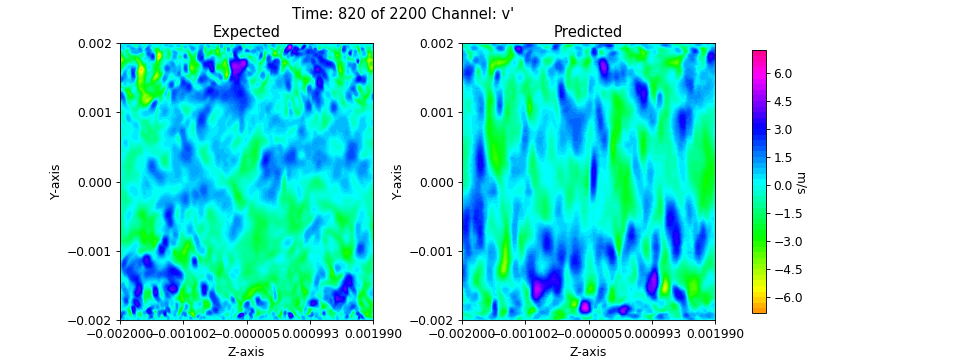 Time: 820 of 2200 Channel: v'
Expected
Predicted
0.002
0.001
0.000
−0.001
−0.002
Y-axis
−0.002000 −0.001002 −0.000005 0.000993 0.001990
Z-axis
0.002
0.001
0.000
−0.001
−0.002
Y-axis
−0.002000 −0.001002 −0.000005 0.000993 0.001990
Z-axis
6.0
4.5
3.0
1.5
0.0
−1.5
−3.0
−4.5
−6.0
m/s